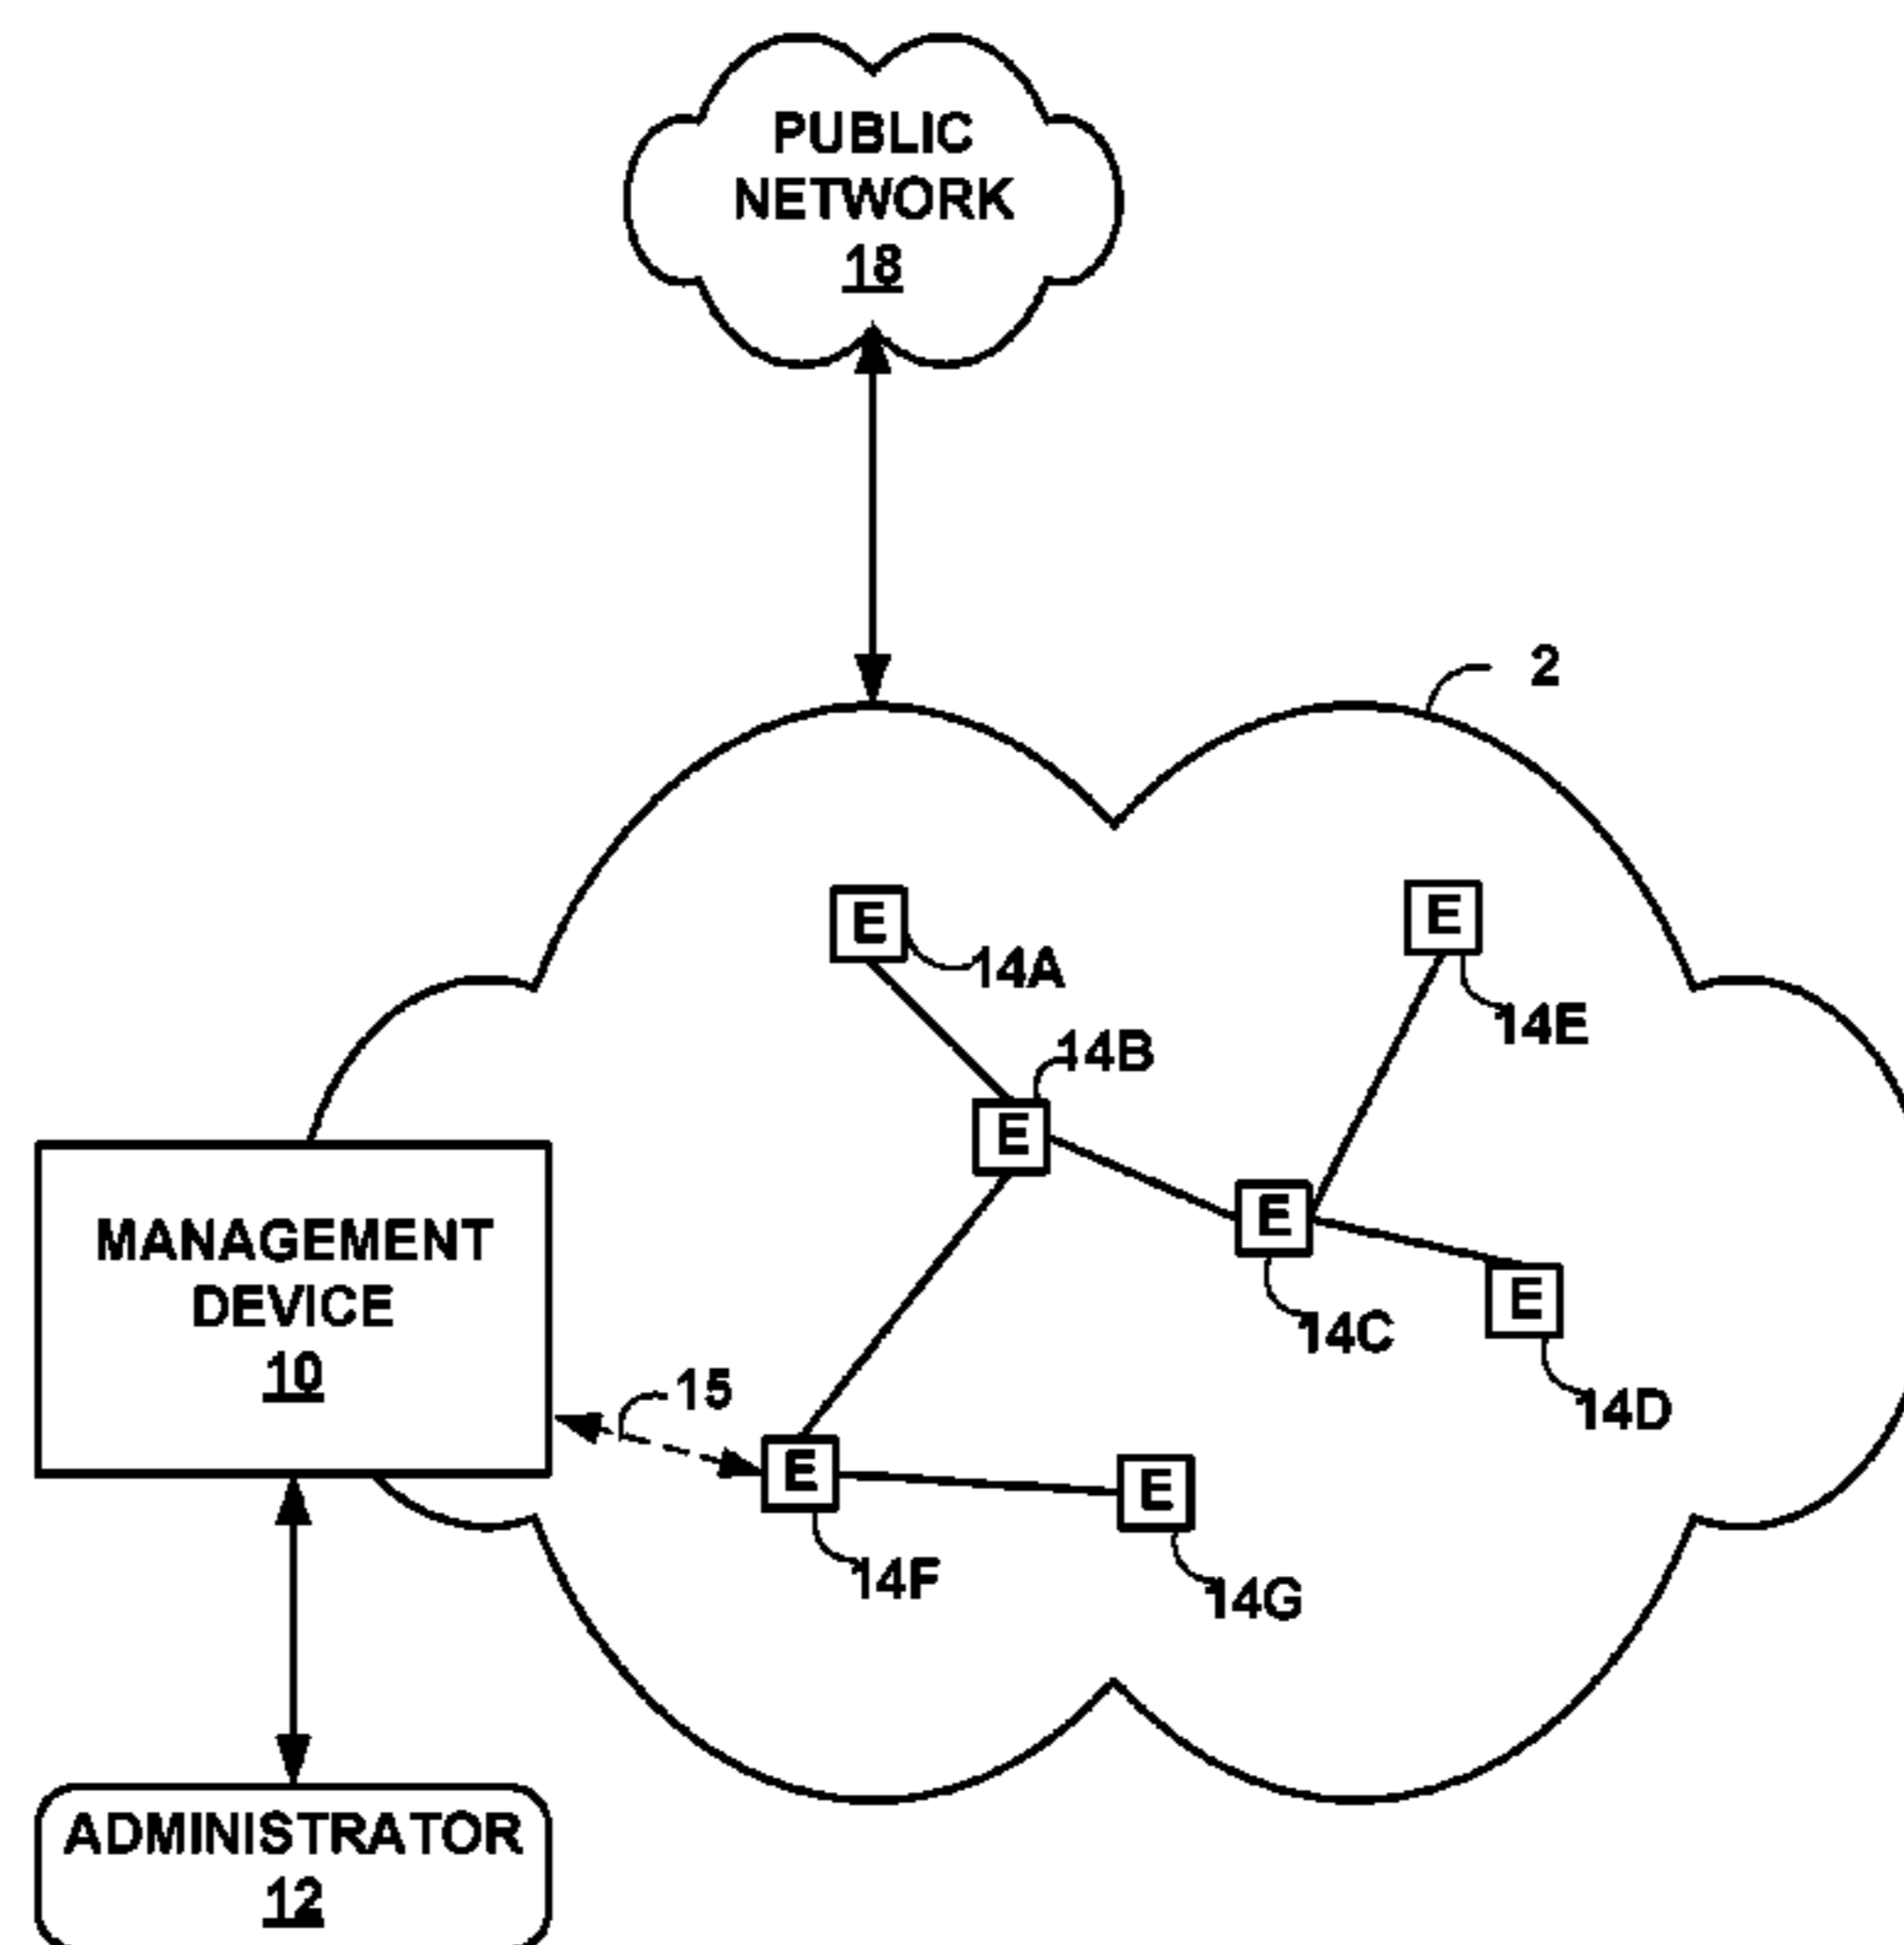 PUBLIC
NETWORK
18
2
E
14A
E
14E
14B
E
E
14C
MANAGEMENT
DEVICE
10
E
14D
15
E
14F
E
14G
ADMINISTRATOR
12